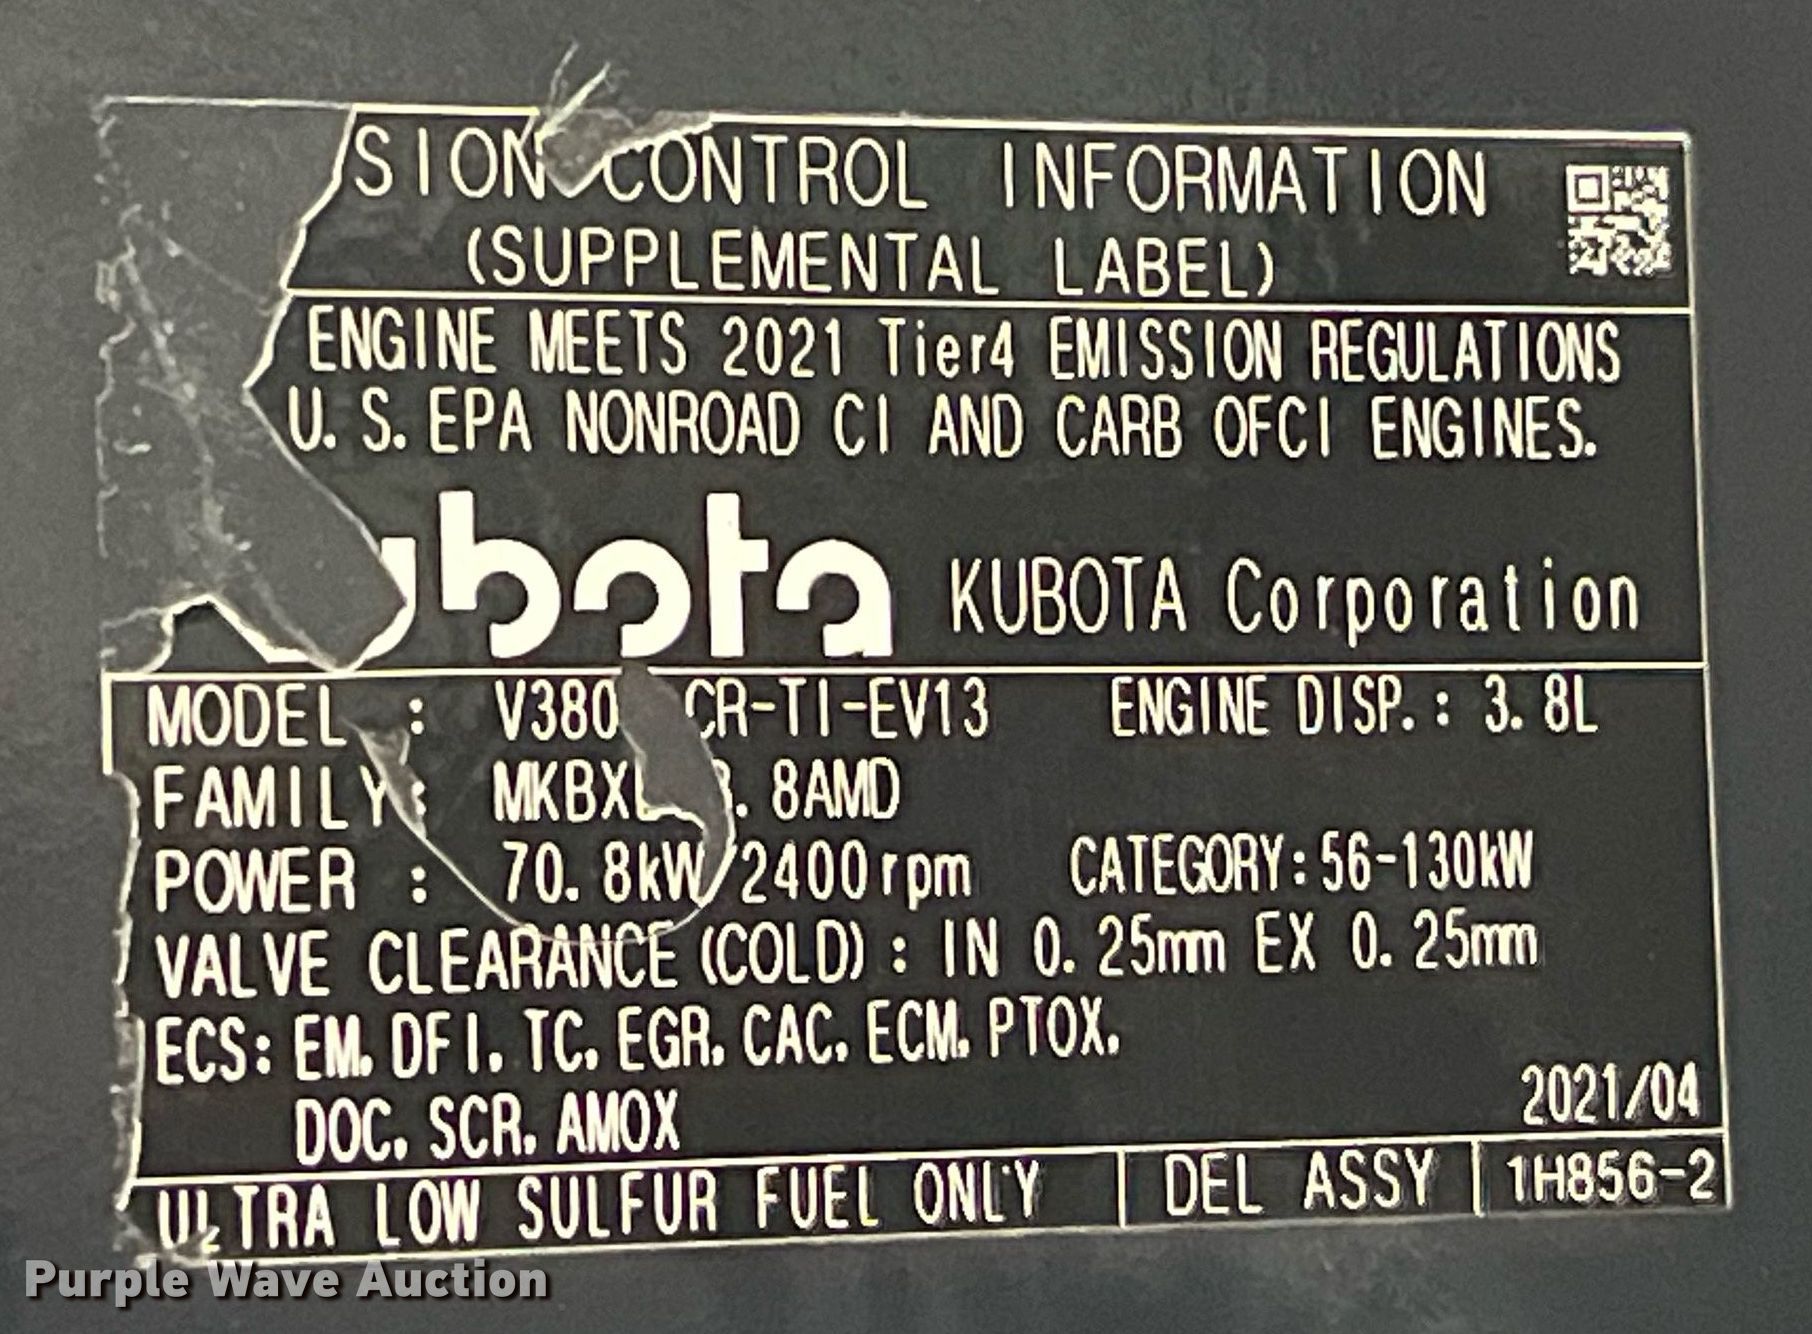 SION CONTROL INFORMATION
(SUPPLEMENTAL LABEL)
ENGINE MEETS 2021 Tier4 EMISSION REGULATIONS
U. S. EPA NONROAD CI AND CARB OFCI ENGINES.
ubota KUBOTA Corporation
MODEL : V380 CR-TI-EV13 ENGINE DISP. : 3. 8L
FAMILY : MKBXL 3. 8AMD
POWER : 70. 8kW/2400rpm CATEGORY:56-130kW
VALVE CLEARANCE (COLD) : IN 0. 25mm EX 0. 25mm
ECS: EM, DFI, TC, EGR, CAC, ECM, PTOX,
DOC, SCR, AMOX
2021/04
ULTRA LOW SULFUR FUEL ONLY | DEL ASSY | 1H856-2
Purple Wave Auction